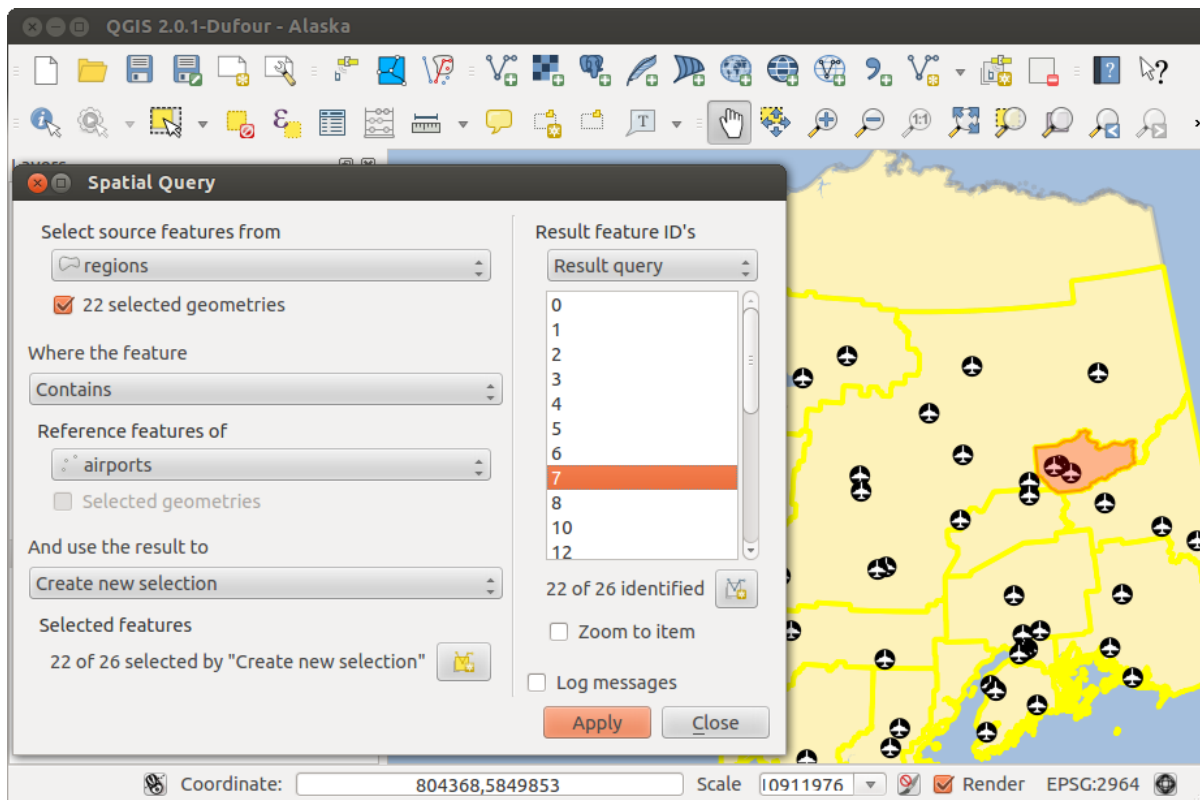 QGIS 2.0.1-Dufour - Alaska
Layers
Spatial Query
Select source features from
regions
22 selected geometries
Where the feature
Contains
Reference features of
airports
Selected geometries
And use the result to
Create new selection
Selected features
22 of 26 selected by "Create new selection"
Result feature ID's
Result query
0
1
2
3
4
5
6
7
8
10
12
22 of 26 identified
Zoom to item
Log messages
Apply
Close
Coordinate:
804368,5849853
Scale
10911976
Render
EPSG:2964